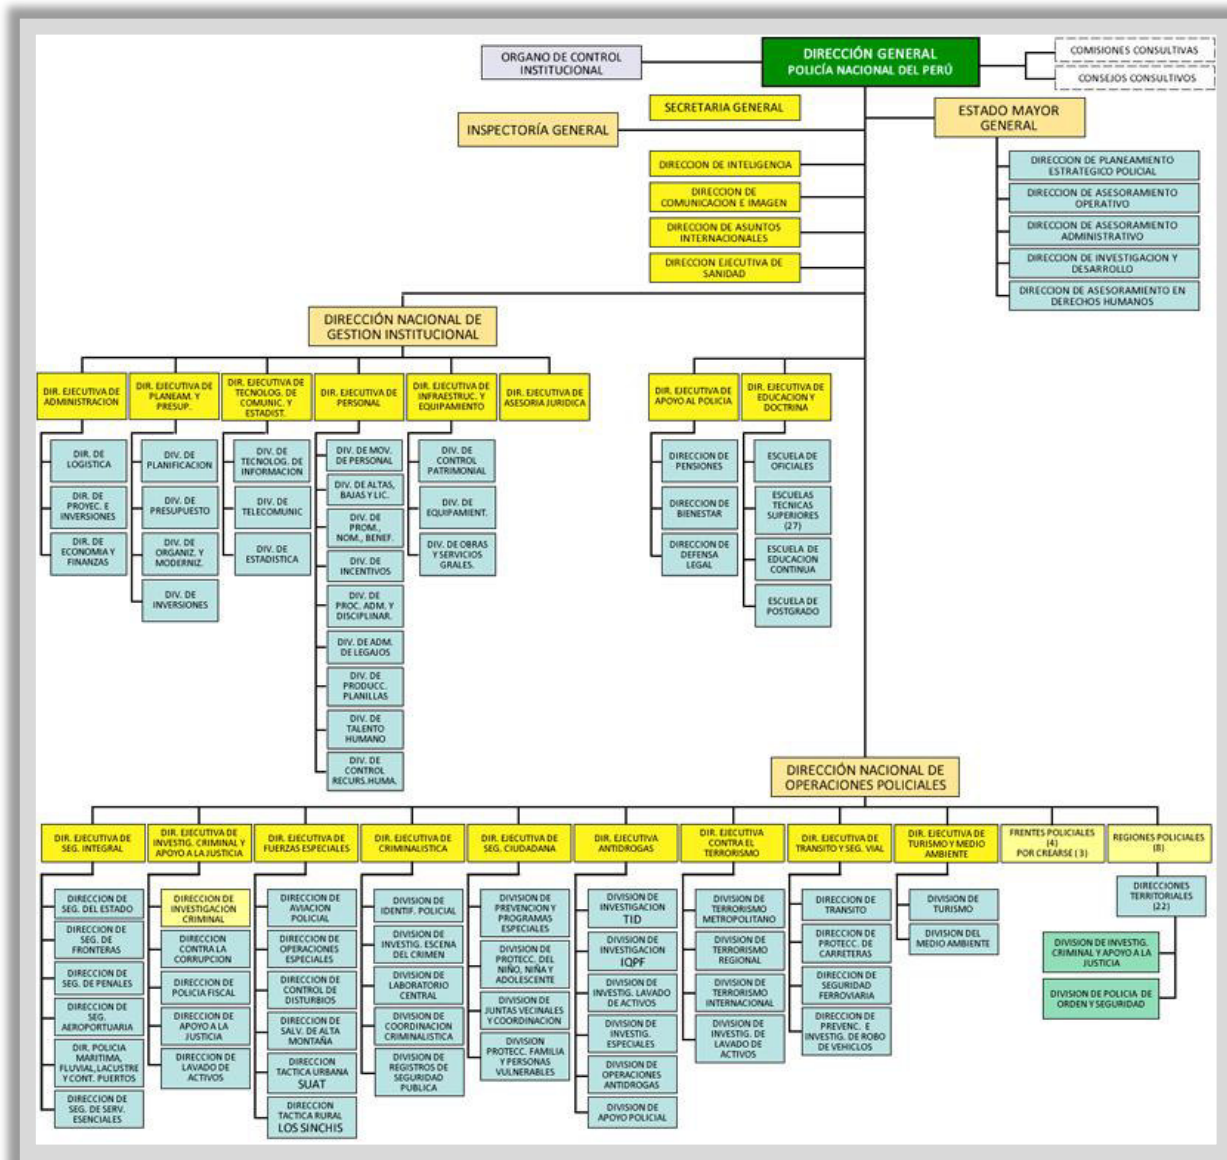 DIRECCIÓN GENERAL
POLICÍA NACIONAL DEL PERÚ
ORGANO DE CONTROL
INSTITUCIONAL
COMISIONES CONSULTIVAS
CONSEJOS CONSULTIVOS
SECRETARIA GENERAL
INSPECTORÍA GENERAL
ESTADO MAYOR
GENERAL
DIRECCION DE INTELIGENCIA
DIRECCION DE
COMUNICACION E IMAGEN
DIRECCION DE ASUNTOS
INTERNACIONALES
DIRECCION EJECUTIVA DE
SANIDAD
DIRECCION DE PLANEAMIENTO
ESTRATEGICO POLICIAL
DIRECCION DE ASESORAMIENTO
OPERATIVO
DIRECCION DE ASESORAMIENTO
ADMINISTRATIVO
DIRECCION DE INVESTIGACION Y
DESARROLLO
DIRECCION DE ASESORAMIENTO EN
DERECHOS HUMANOS
DIRECCIÓN NACIONAL DE
GESTION INSTITUCIONAL
DIR. EJECUTIVA DE
ADMINISTRACION
DIR. DE
LOGISTICA
DIR. DE
PROYEC. E
INVERSIONES
DIR. DE
ECONOMIA Y
FINANZAS
DIR. EJECUTIVA DE
PLANEAM. Y
PRESUP.
DIV. DE
PLANIFICACION
DIV. DE
PRESUPUESTO
DIV. DE
ORGANIZ. Y
MODERNIZ.
DIV. DE
INVERSIONES
DIR. EJECUTIVA DE
TECNOLOG. DE
COMUNIC. Y
ESTADIST.
DIV. DE
TECNOLOG. DE
INFORMACION
DIV. DE
TELECOMUNIC
DIV. DE
ESTADISTICA
DIR. EJECUTIVA DE
PERSONAL
DIV. DE MOV.
DE PERSONAL
DIV. DE ALTAS,
BAJAS Y LIC.
DIV. DE
PROM.,
NOM., BENEF.
DIV. DE
INCENTIVOS
DIV. DE
PROC. ADM. Y
DISCIPLINAR.
DIV. DE ADM.
DE LEGAJOS
DIV. DE
PRODUCC.
PLANILLAS
DIV. DE
TALENTO
HUMANO
DIV. DE
CONTROL
RECURS.HUMA.
DIR. EJECUTIVA DE
INFRAESTRUC. Y
EQUIPAMIENTO
DIV. DE
CONTROL
PATRIMONIAL
DIV. DE
EQUIPAMIENT.
DIV. DE OBRAS
Y SERVICIOS
GRALES.
DIR. EJECUTIVA DE
ASESORIA JURIDICA
DIR. EJECUTIVA DE
APOYO AL POLICIA
DIRECCION DE
PENSIONES
DIRECCION DE
BIENESTAR
DIRECCION DE
DEFENSA
LEGAL
DIR. EJECUTIVA DE
EDUCACION Y
DOCTRINA
ESCUELA DE
OFICIALES
ESCUELAS
TECNICAS
SUPERIORES
(27)
ESCUELA DE
EDUCACION
CONTINUA
ESCUELA DE
POSTGRADO
DIRECCIÓN NACIONAL DE
OPERACIONES POLICIALES
DIR. EJECUTIVA DE
SEG. INTEGRAL
DIRECCION DE
SEG. DEL ESTADO
DIRECCION DE
SEG. DE
FRONTERAS
DIRECCION DE
SEG. DE PENALES
DIRECCION DE
SEG.
AEROPORTUARIA
DIR. POLICIA
MARITIMA,
FLUVIAL,LACUSTRE
Y CONT. PUERTOS
DIRECCION DE
SEG. DE SERV.
ESENCIALES
DIR. EJECUTIVA DE
INVESTIG. CRIMINAL Y
APOYO A LA JUSTICIA
DIRECCION DE
INVESTIGACION
CRIMINAL
DIRECCION
CONTRA LA
CORRUPCION
DIRECCION DE
POLICIA FISCAL
DIRECCION DE
APOYO A LA
JUSTICIA
DIRECCION DE
LAVADO DE
ACTIVOS
DIR. EJECUTIVA DE
FUERZAS ESPECIALES
DIRECCION DE
AVIACION
POLICIAL
DIRECCION DE
OPERACIONES
ESPECIALES
DIRECCION DE
CONTROL DE
DISTURBIOS
DIRECCION DE
SALV. DE ALTA
MONTAÑA
DIRECCION
TACTICA URBANA
SUAT
DIRECCION
TACTICA RURAL
LOS SINCHIS
DIR. EJECUTIVA DE
CRIMINALISTICA
DIVISION DE
IDENTIF. POLICIAL
DIVISION DE
INVESTIG. ESCENA
DEL CRIMEN
DIVISION DE
LABORATORIO
CENTRAL
DIVISION DE
COORDINACION
CRIMINALISTICA
DIVISION DE
REGISTROS DE
SEGURIDAD
PUBLICA
DIR. EJECUTIVA DE
SEG. CIUDADANA
DIVISION DE
PREVENCION Y
PROGRAMAS
ESPECIALES
DIVISION DE
PROTECC. DEL
NIÑO, NIÑA Y
ADOLESCENTE
DIVISION DE
JUNTAS VECINALES
Y COORDINACION
DIVISION
PROTECC. FAMILIA
Y PERSONAS
VULNERABLES
DIR. EJECUTIVA
ANTIDROGAS
DIVISION DE
INVESTIGACION
TID
DIVISION DE
INVESTIGACION
IQPF
DIVISION DE
INVESTIG. LAVADO
DE ACTIVOS
DIVISION DE
INVESTIG.
ESPECIALES
DIVISION DE
OPERACIONES
ANTIDROGAS
DIVISION DE
APOYO POLICIAL
DIR. EJECUTIVA
CONTRA EL
TERRORISMO
DIVISION DE
TERRORISMO
METROPOLITANO
DIVISION DE
TERRORISMO
REGIONAL
DIVISION DE
TERRORISMO
INTERNACIONAL
DIVISION DE
INVESTIG. DE
LAVADO DE
ACTIVOS
DIR. EJECUTIVA DE
TRANSITO Y SEG. VIAL
DIRECCION DE
TRANSITO
DIRECCION DE
PROTECC. DE
CARRETERAS
DIRECCION DE
SEGURIDAD
FERROVIARIA
DIRECCION DE
PREVENC. E
INVESTIG. DE ROBO
DE VEHICLOS
DIR. EJECUTIVA DE
TURISMO Y MEDIO
AMBIENTE
DIVISION DE
TURISMO
DIVISION DEL
MEDIO AMBIENTE
FRENTES POLICIALES
(4)
POR CREARSE ( 3 )
REGIONES POLICIALES
(8)
DIRECCIONES
TERRITORIALES
(22)
DIVISION DE INVESTIG.
CRIMINAL Y APOYO A LA
JUSTICIA
DIVISION DE POLICIA DE
ORDEN Y SEGURIDAD